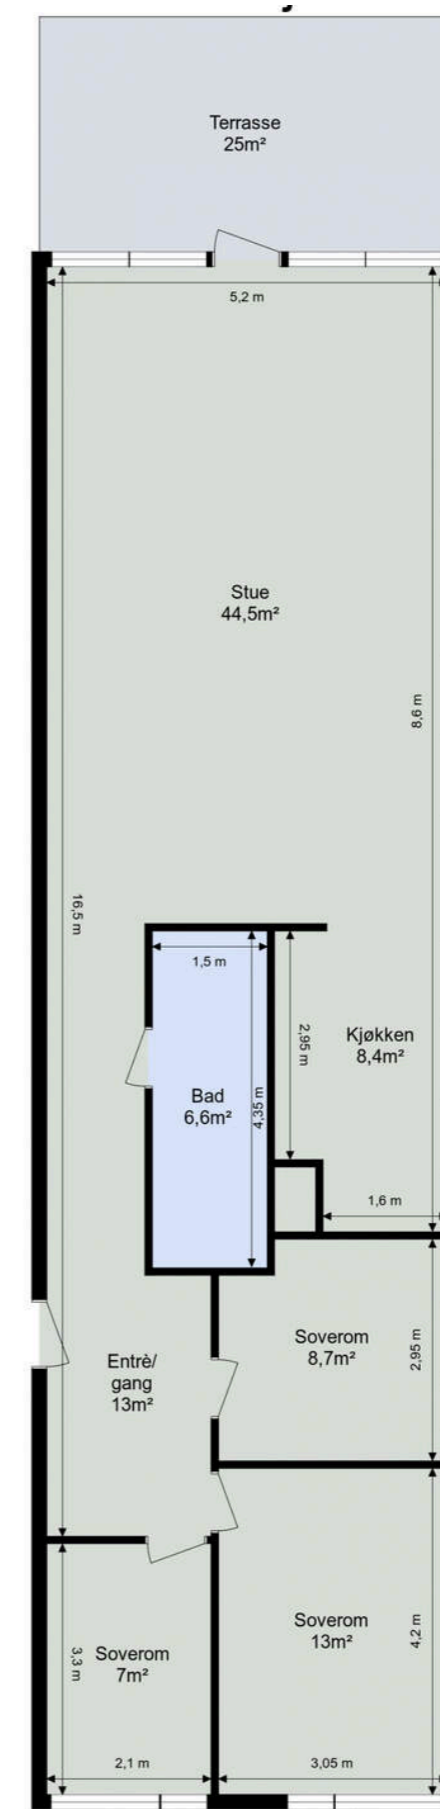 Terrasse
25m²
5,2 m
Stue
44,5m²
8,6 m
16,5 m
1,5 m
2,95 m
Kjøkken
8,4m²
Bad
6,6m²
4,35 m
1,6 m
Soverom
8,7m²
2,95 m
Entrè/
gang
13m²
Soverom
13m²
4,2 m
Soverom
7m²
3,3 m
2,1 m
3,05 m